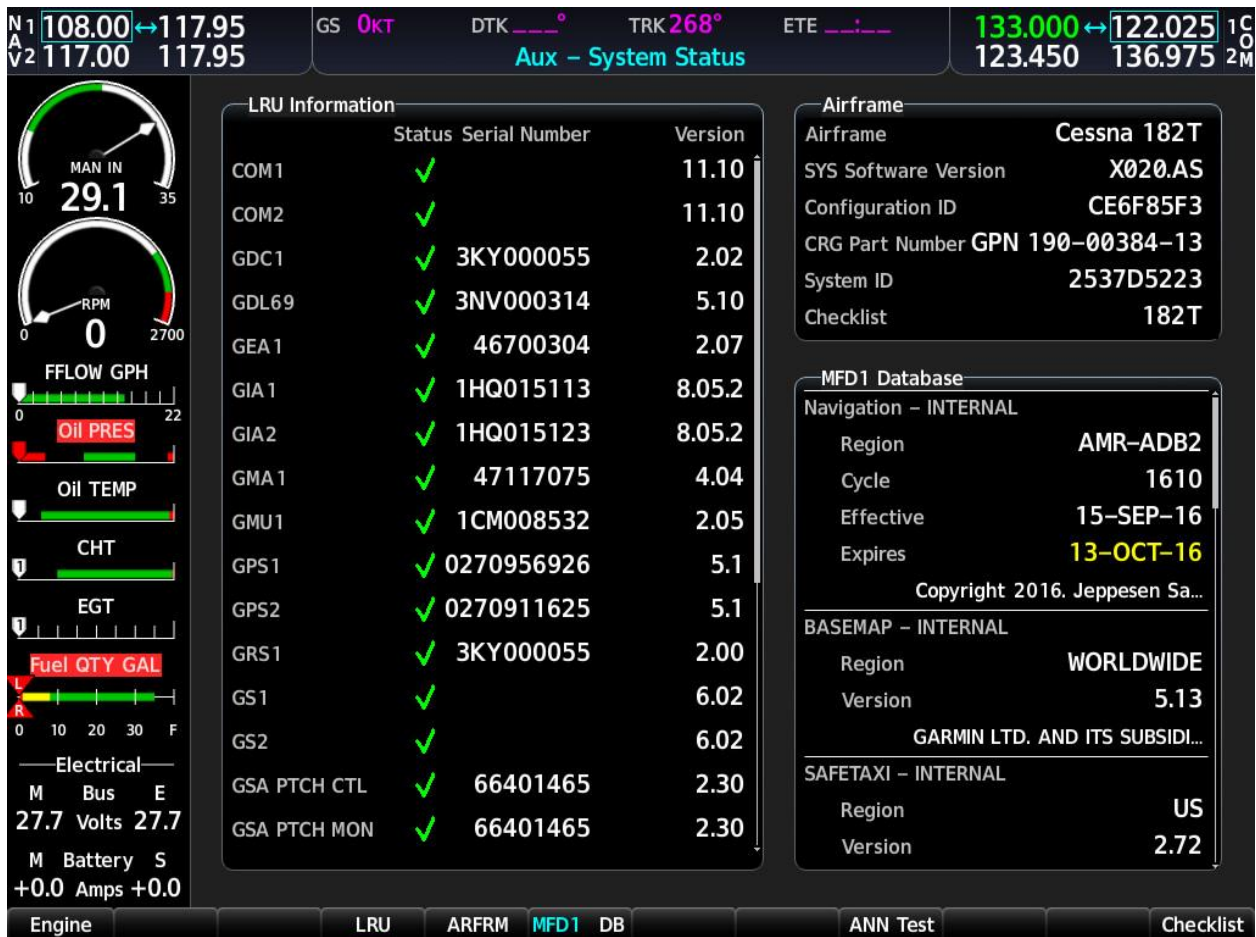 N 1 108.00 ↔ 117.95 GS 0KT DTK ___° TRK 268° ETE __:__ 133.000 ↔ 122.025 1 C
A O
V 2 117.00 117.95 Aux – System Status 123.450 136.975 2 M
MAN IN
29.1
10 35
RPM
0
0 2700
FFLOW GPH
0 22
Oil PRES
Oil TEMP
CHT
1
EGT
1
Fuel QTY GAL
L
R
0 10 20 30 F
Electrical
M Bus E
27.7 Volts 27.7
M Battery S
+0.0 Amps +0.0
LRU Information
Status Serial Number Version
COM1 ✓ 11.10
COM2 ✓ 11.10
GDC1 ✓ 3KY000055 2.02
GDL69 ✓ 3NV000314 5.10
GEA1 ✓ 46700304 2.07
GIA1 ✓ 1HQ015113 8.05.2
GIA2 ✓ 1HQ015123 8.05.2
GMA1 ✓ 47117075 4.04
GMU1 ✓ 1CM008532 2.05
GPS1 ✓ 0270956926 5.1
GPS2 ✓ 0270911625 5.1
GRS1 ✓ 3KY000055 2.00
GS1 ✓ 6.02
GS2 ✓ 6.02
GSA PTCH CTL ✓ 66401465 2.30
GSA PTCH MON ✓ 66401465 2.30
Airframe
Airframe Cessna 182T
SYS Software Version X020.AS
Configuration ID CE6F85F3
CRG Part Number GPN 190–00384–13
System ID 2537D5223
Checklist 182T
MFD1 Database
Navigation – INTERNAL
Region AMR–ADB2
Cycle 1610
Effective 15–SEP–16
Expires 13–OCT–16
Copyright 2016. Jeppesen Sa...
BASEMAP – INTERNAL
Region WORLDWIDE
Version 5.13
GARMIN LTD. AND ITS SUBSIDI...
SAFETAXI – INTERNAL
Region US
Version 2.72
Engine LRU ARFRM MFD1 DB ANN Test Checklist